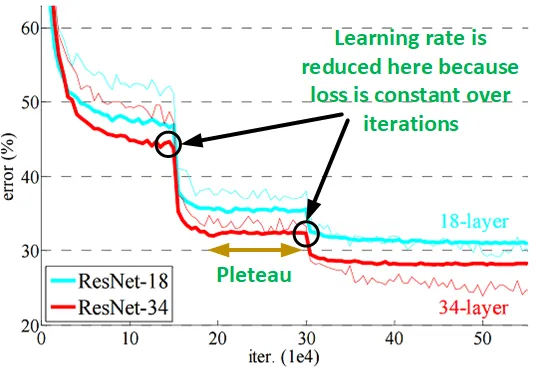 60
50
40
30
20
error (%)
Learning rate is
reduced here because
loss is constant over
iterations
18-layer
Pleteau
ResNet-18
ResNet-34
34-layer
0
10
20
30
40
50
iter. (1e4)